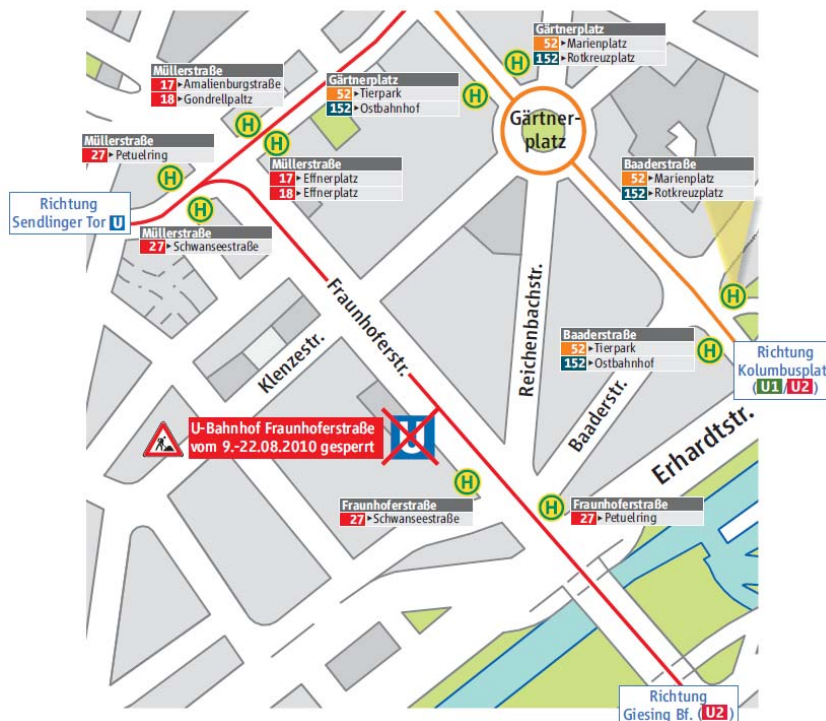 Gärtnerplatz
52 ▸ Marienplatz
152 ▸ Rotkreuzplatz
H
Müllerstraße
17 ▸ Amalienburgstraße
18 ▸ Gondrellpaltz
H
Gärtnerplatz
52 ▸ Tierpark
152 ▸ Ostbahnhof
H
Gärtner-
platz
Müllerstraße
27 ▸ Petuelring
H
H
Müllerstraße
17 ▸ Effnerplatz
18 ▸ Effnerplatz
Baaderstraße
52 ▸ Marienplatz
152 ▸ Rotkreuzplatz
H
Richtung
Sendlinger Tor U
H
Müllerstraße
27 ▸ Schwanseestraße
Fraunhoferstr.
Klenzestr.
Reichenbachstr.
Baaderstr.
Erhardtstr.
Baaderstraße
52 ▸ Tierpark
152 ▸ Ostbahnhof
H
Richtung
Kolumbusplat
(U1/U2)
U-Bahnhof Fraunhoferstraße
vom 9.-22.08.2010 gesperrt
U
H
Fraunhoferstraße
27 ▸ Schwanseestraße
H
Fraunhoferstraße
27 ▸ Petuelring
Richtung
Giesing Bf. (U2)